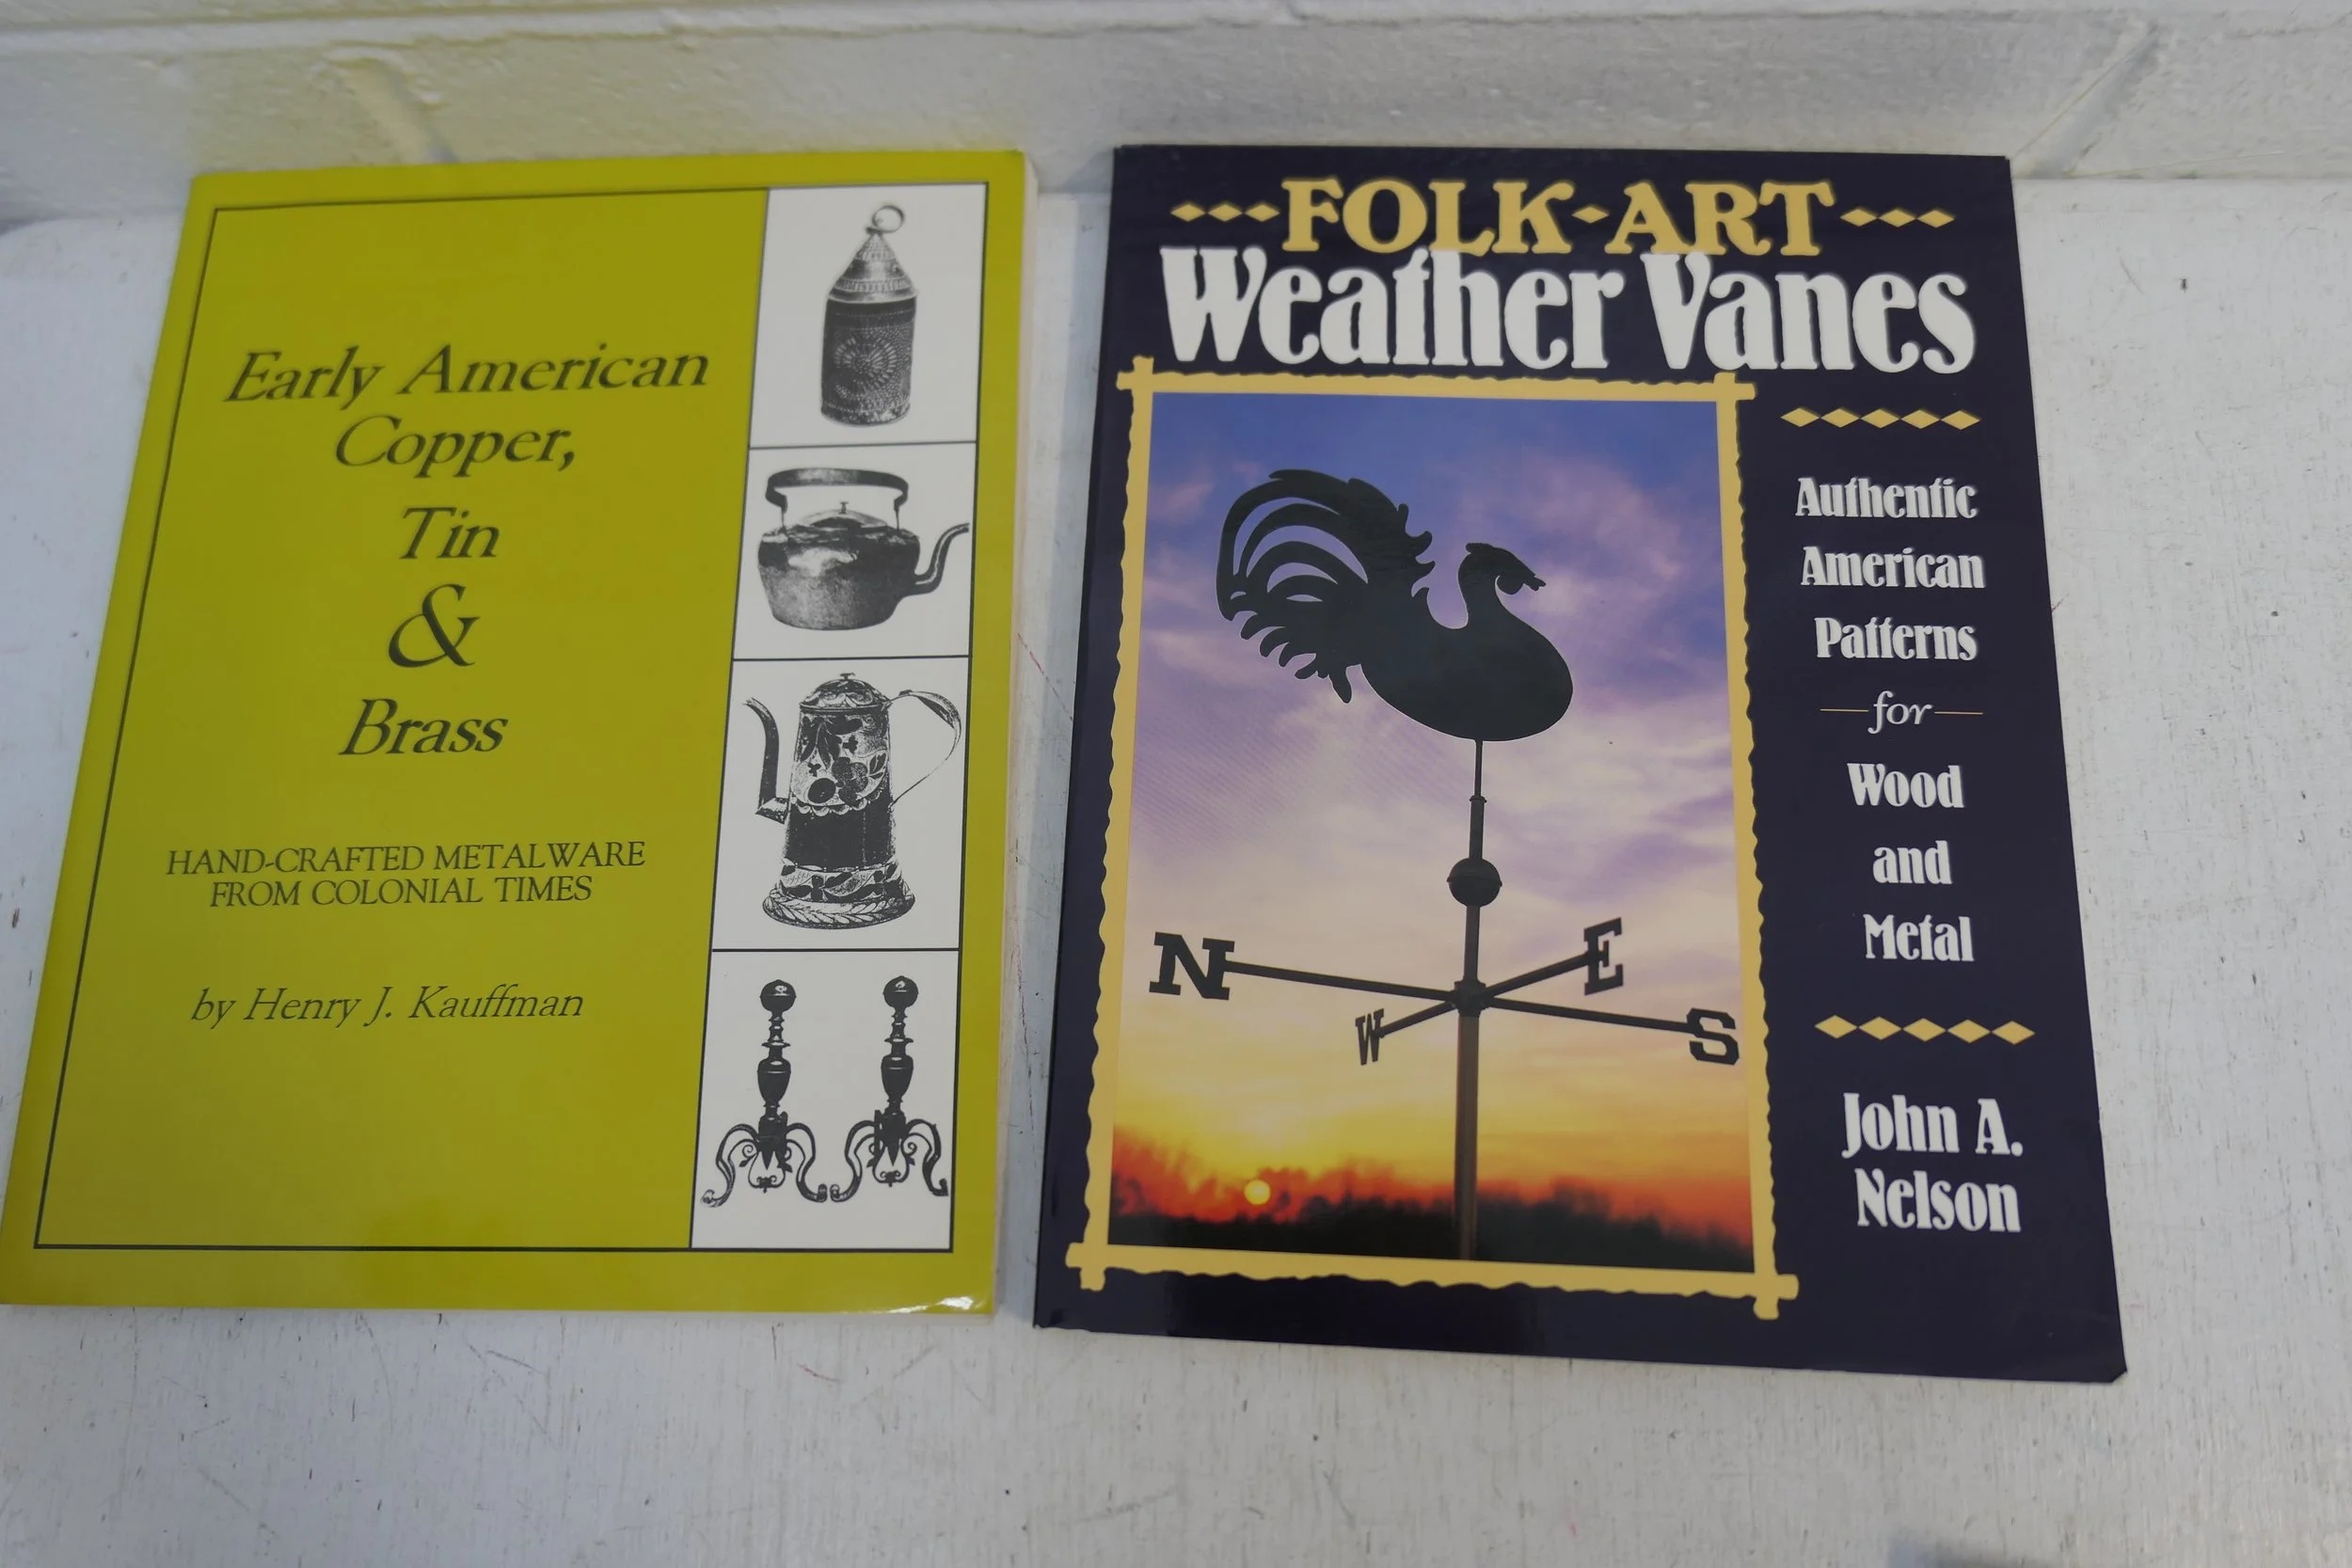 Early American
Copper,
Tin
&
Brass
HAND-CRAFTED METALWARE
FROM COLONIAL TIMES
by Henry J. Kauffman
FOLK-ART
Weather Vanes
Authentic
American
Patterns
for
Wood
and
Metal
John A.
Nelson
N
E
W
S